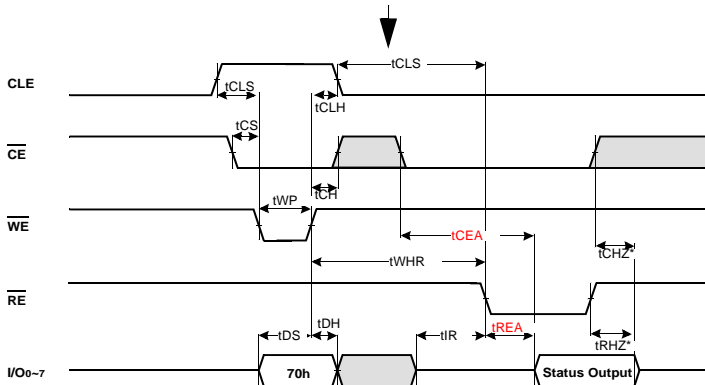 tCLS
CLE
tCLS
tCLH
tCS
CE
tCH
tWP
WE
tCEA
tCHZ*
tWHR
RE
tREA
tDH
tDS
tIR
tRHZ*
I/O0~7
70h
Status Output